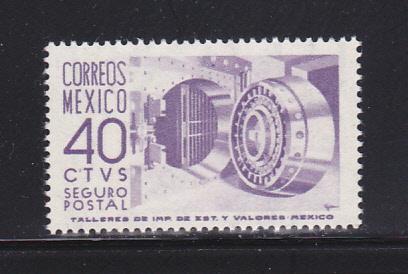 CORREOS
MEXICO
40
CTVS
SEGURO
POSTAL
TALLERES DE IMP. DE EST. Y VALORES-MEXICO